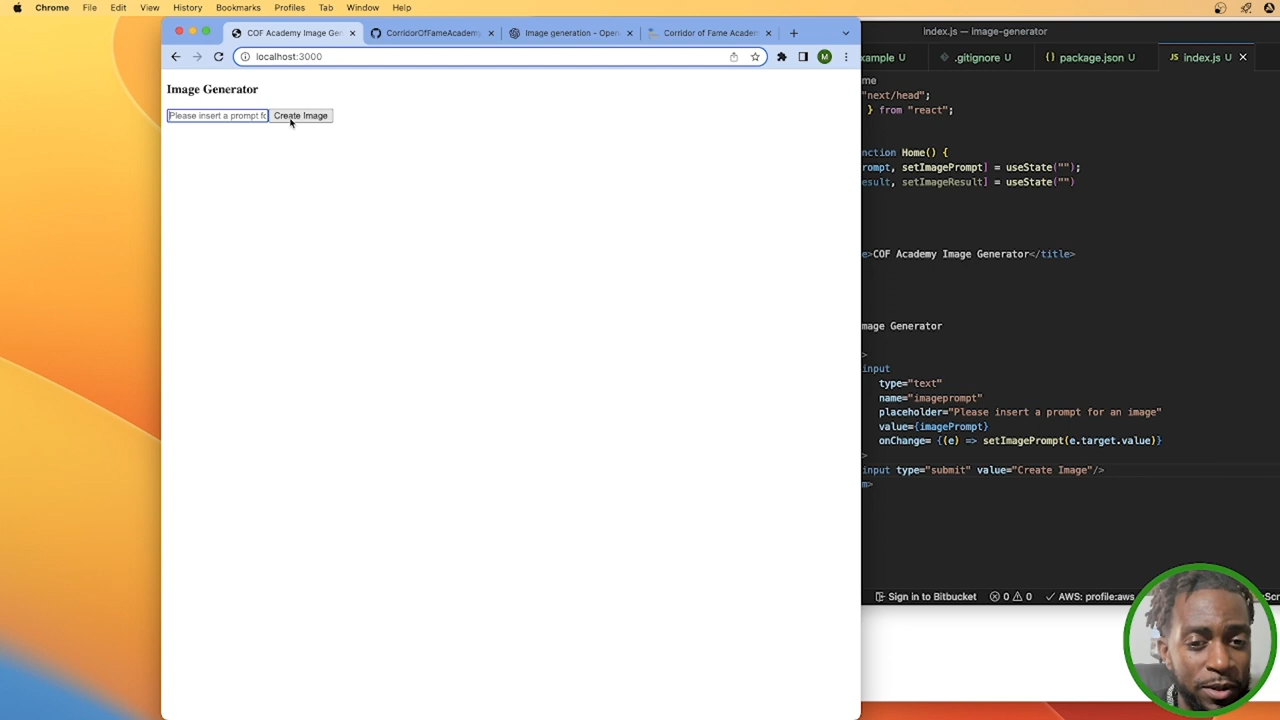 Chrome File Edit View History Bookmarks Profiles Tab Window Help
COF Academy Image Gen
CorridorOfFameAcademy
Image generation - Open
Corridor of Fame Academ
localhost:3000
M
Image Generator
Please insert a prompt fo
Create Image
index.js — image-generator
xample U
.gitignore U
{} package.json U
JS index.js U
me
"next/head";
} from "react";
nction Home() {
rompt, setImagePrompt] = useState("");
esult, setImageResult] = useState("")
e>COF Academy Image Generator</title>
mage Generator
>
input
type="text"
name="imageprompt"
placeholder="Please insert a prompt for an image"
value={imagePrompt}
onChange= {(e) => setImagePrompt(e.target.value)}
>
input type="submit" value="Create Image"/>
m>
Sign in to Bitbucket 0 0 AWS: profile:aws
Scr